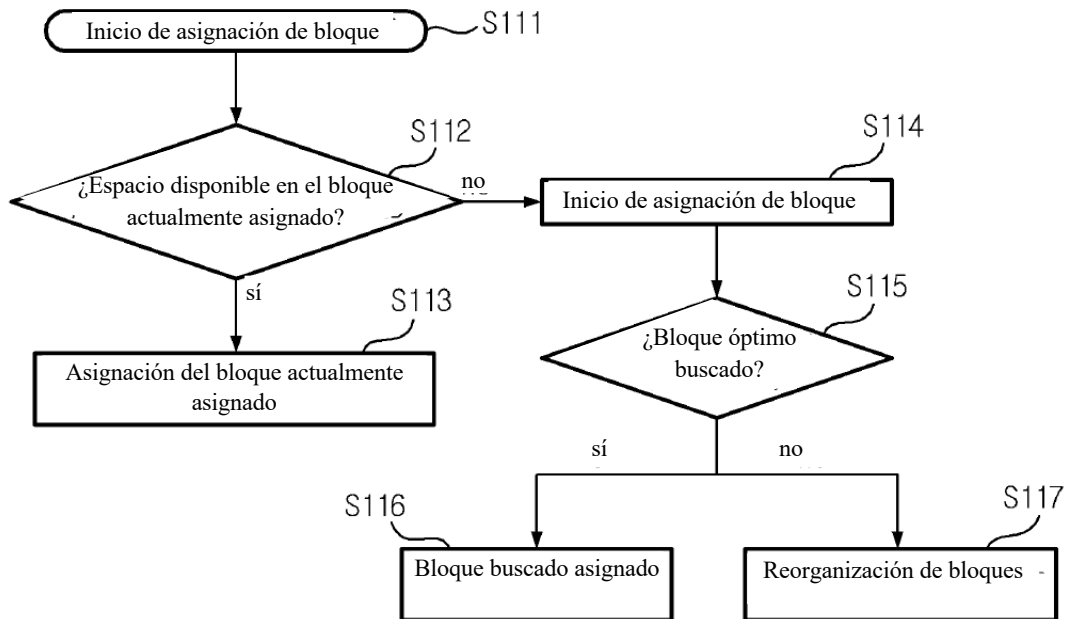 Inicio de asignación de bloque
S111
S112
¿Espacio disponible en el bloque
actualmente asignado?
no
S114
Inicio de asignación de bloque
sí
S113
Asignación del bloque actualmente
asignado
S115
¿Bloque óptimo
buscado?
sí
no
S116
Bloque buscado asignado
S117
Reorganización de bloques